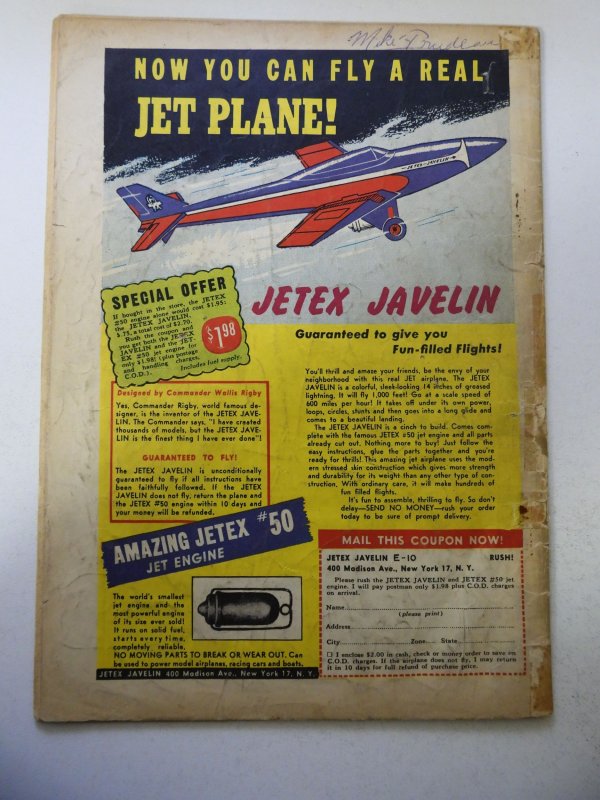 Mike
NOW YOU CAN FLY A REAL
JET PLANE!
JETEX-JAVELIN
SPECIAL OFFER
If bought in the store, the JETEX
#50 engine alone would cost $1.95;
the JETEX JAVELIN,
$.75, a total cost of $2.70.
Rush the coupon and
you get both the JETEX
JAVELIN and the JET-
EX #50 jet engine for
only $1.98! (plus postage
and handling charges,
C.O.D.).
Includes fuel supply.
$1.98
JETEX JAVELIN
Guaranteed to give you
Fun-filled Flights!
You'll thrill and amaze your friends, be the envy of your
neighborhood with this real JET airplane. The JETEX
JAVELIN is a colorful, sleek-looking 14 inches of greased
lightning. It will fly 1,000 feet! Go at a scale speed of
600 miles per hour! It takes off under its own power,
loops, circles, stunts and then goes into a long glide and
comes to a beautiful landing.
The JETEX JAVELIN is a cinch to build. Comes com-
plete with the famous JETEX #50 engine and all parts
already cut out. Nothing more to buy! Just follow the
easy instructions, glue the parts together and you're
ready for thrills! This amazing jet airplane uses the mod-
ern stressed skin construction which gives more strength
and durability for its weight than any other type of con-
struction. With ordinary care, it will make hundreds of
fun filled flights.
It's fun to assemble, thrilling to fly. So don't
delay—SEND NO MONEY—rush your order
today to be sure of prompt delivery.
Designed by Commander Wallis Rigby
Yes, Commander Rigby, world famous de-
signer, is the inventor of the JETEX JAVE-
LIN. The Commander says, "I have created
thousands of models, but the JETEX JAVE-
LIN is the finest thing I have ever done"!
GUARANTEED TO FLY!
The JETEX JAVELIN is unconditionally
guaranteed to fly if all instructions have
been faithfully followed. If the JETEX
JAVELIN does not fly, return the plane and
the JETEX #50 engine within 10 days and
your money will be refunded.
AMAZING JETEX #50
JET ENGINE
The world's smallest
jet engine and the
most powerful engine
of its size ever sold!
It runs on solid fuel,
starts every time,
completely reliable,
NO MOVING PARTS TO BREAK OR WEAR OUT. Can
be used to power model airplanes, racing cars and boats.
JETEX JAVELIN 400 Madison Ave., New York 17, N. Y.
MAIL THIS COUPON NOW!
JETEX JAVELIN E-10 RUSH!
400 Madison Ave., New York 17, N. Y.
Please rush the JETEX JAVELIN and JETEX #50 jet
engine. I will pay postman only $1.98 plus C.O.D. charges
on arrival.
Name
(please print)
Address
City Zone State
☐ I enclose $2.00 in cash, check or money order to save on
C.O.D. charges. If the airplane does not fly, I may return
it in 10 days for full refund of purchase price.